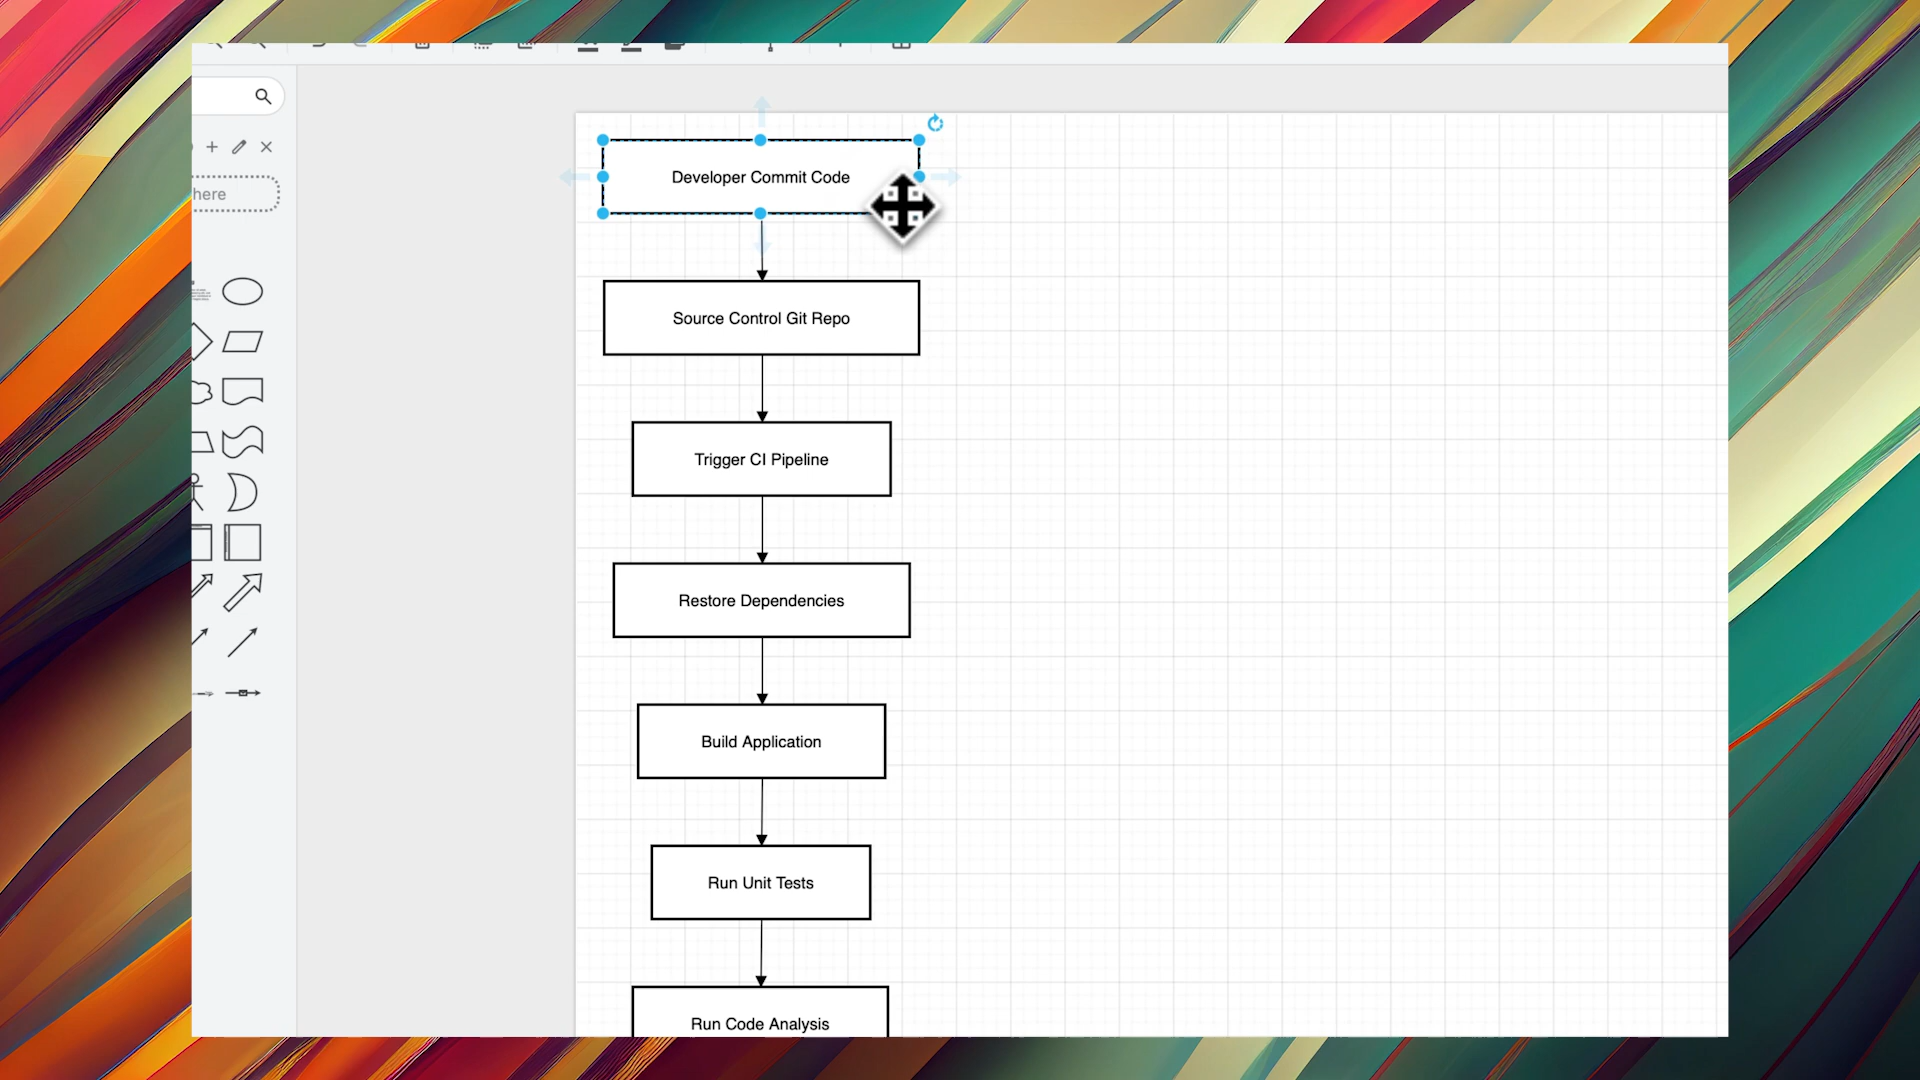 here
Developer Commit Code
Source Control Git Repo
Trigger CI Pipeline
Restore Dependencies
Build Application
Run Unit Tests
Run Code Analysis